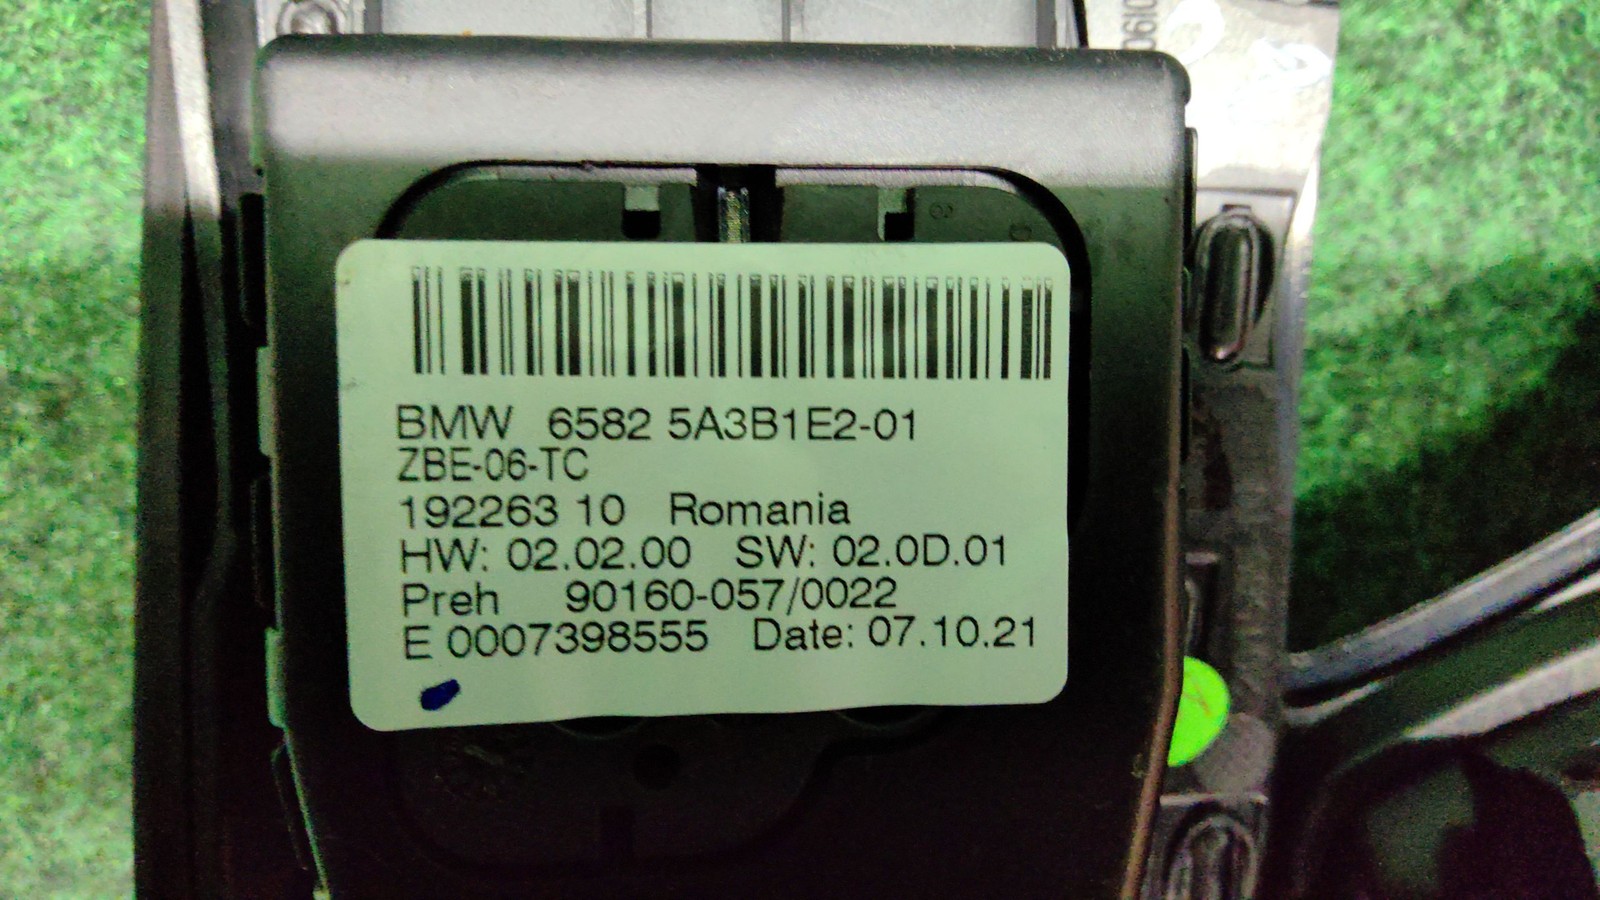 BMW 6582 5A3B1E2-01
ZBE-06-TC
192263 10 Romania
HW: 02.02.00 SW: 02.0D.01
Preh 90160-057/0022
E 0007398555 Date: 07.10.21